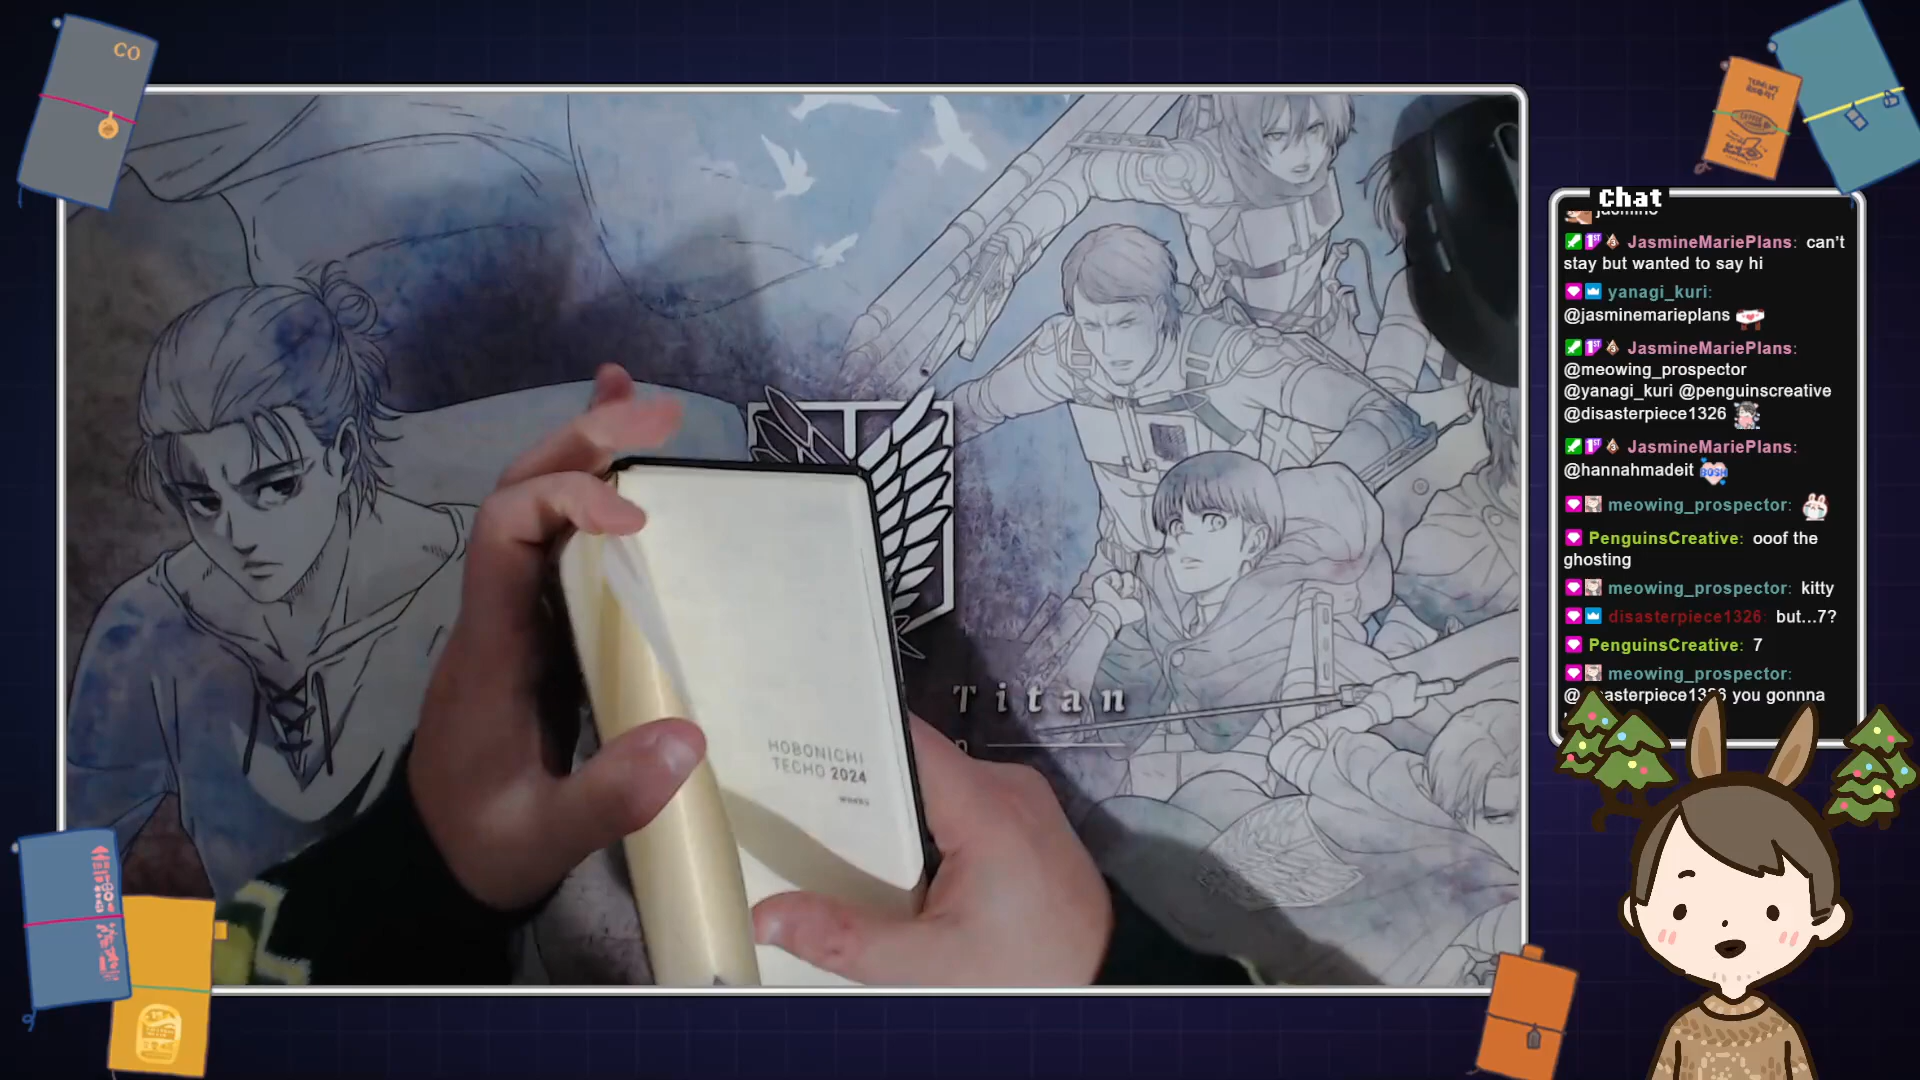 CO
chat
JasmineMariePlans: can't
stay but wanted to say hi
yanagi_kuri:
@jasminemarieplans
JasmineMariePlans:
@meowing_prospector
@yanagi_kuri @penguinscreative
@disasterpiece1326
JasmineMariePlans:
@hannahmadeit
meowing_prospector:
PenguinsCreative: ooof the
ghosting
meowing_prospector: kitty
disasterpiece1326: but...7?
PenguinsCreative: 7
meowing_prospector:
you gonnna
Titan
HOBONICHI
TECHO 2024
WORKS